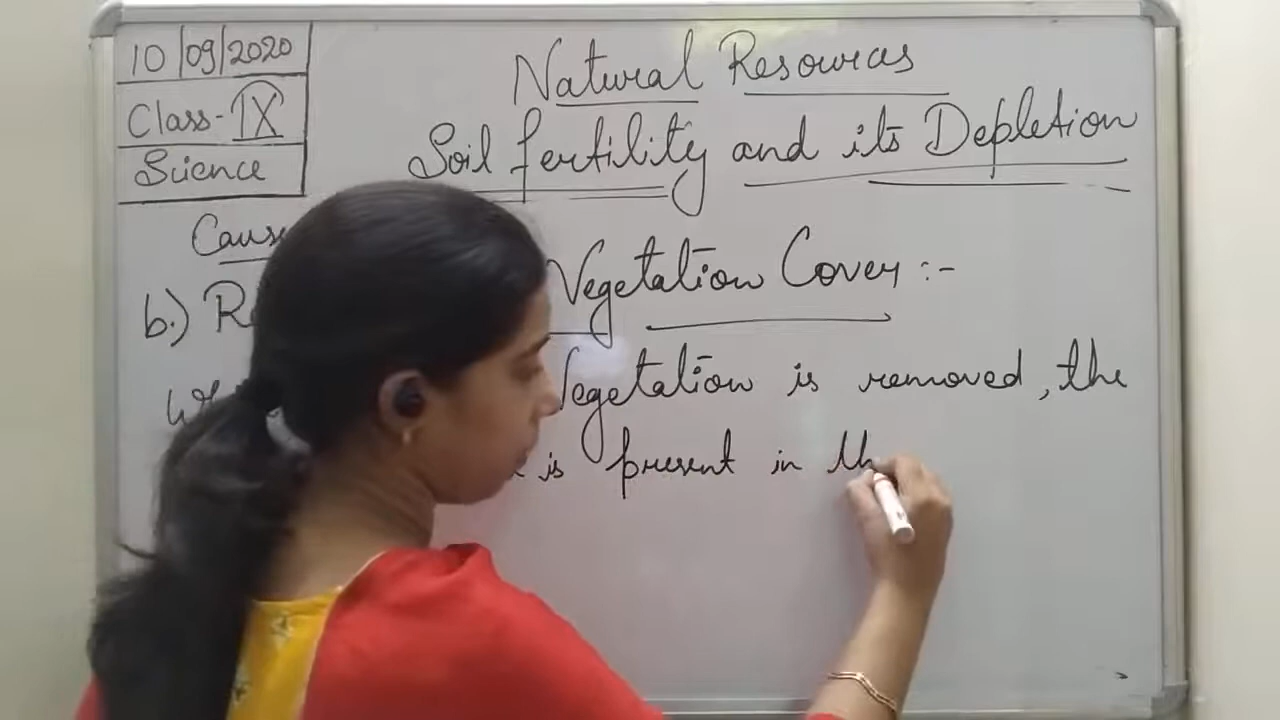 10/09/2020
Class-IX
Science
Natural Resources
Soil fertility and its Depletion
b.) Vegetation Cover :-
Vegetation is removed, the
is present in th